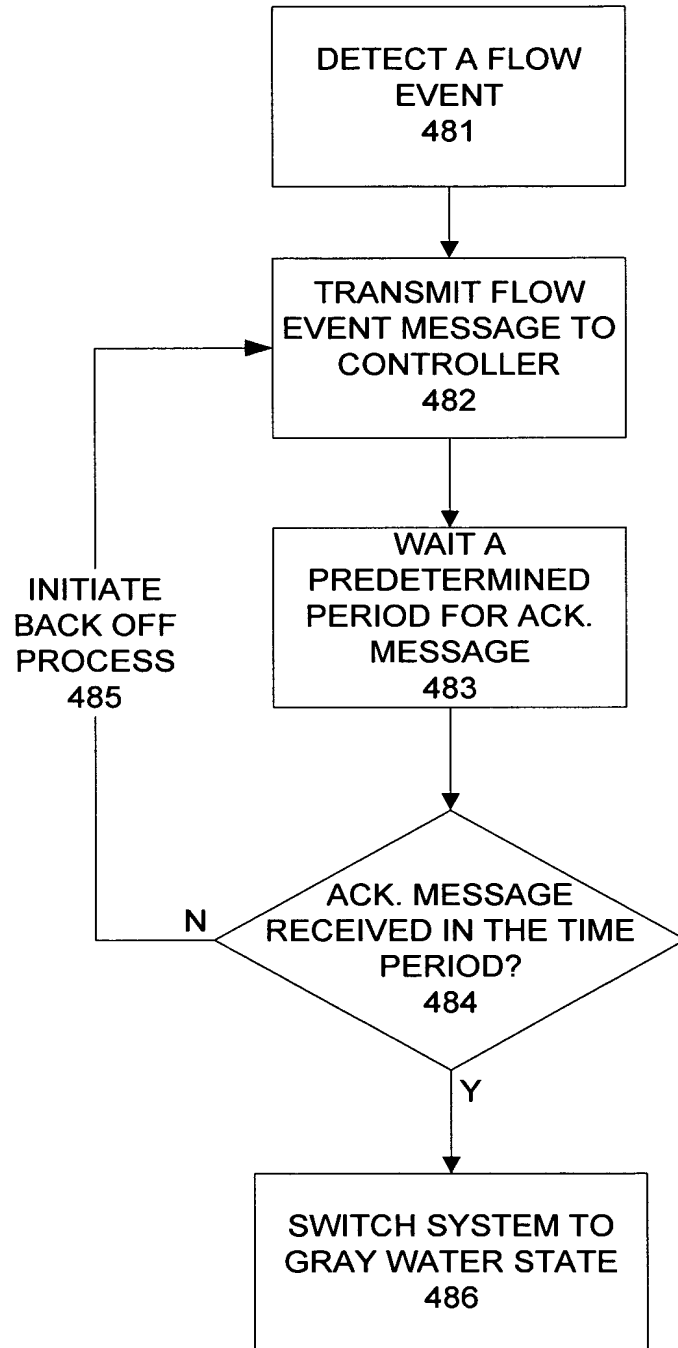 DETECT A FLOW
EVENT
481
TRANSMIT FLOW
EVENT MESSAGE TO
CONTROLLER
482
WAIT A
PREDETERMINED
PERIOD FOR ACK.
MESSAGE
483
INITIATE
BACK OFF
PROCESS
485
N
ACK. MESSAGE
RECEIVED IN THE TIME
PERIOD?
484
Y
SWITCH SYSTEM TO
GRAY WATER STATE
486